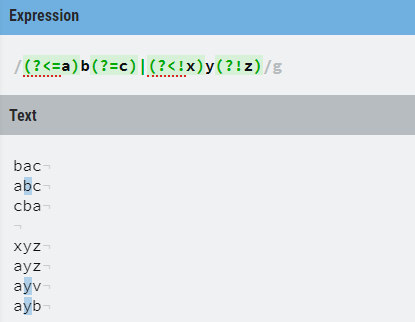 Expression
/(?<=a)b(?=c)|(?<!x)y(?!z)/g
Text
bac¬
abc¬
cba¬
¬
xyz¬
ayz¬
ayv¬
ayb¬